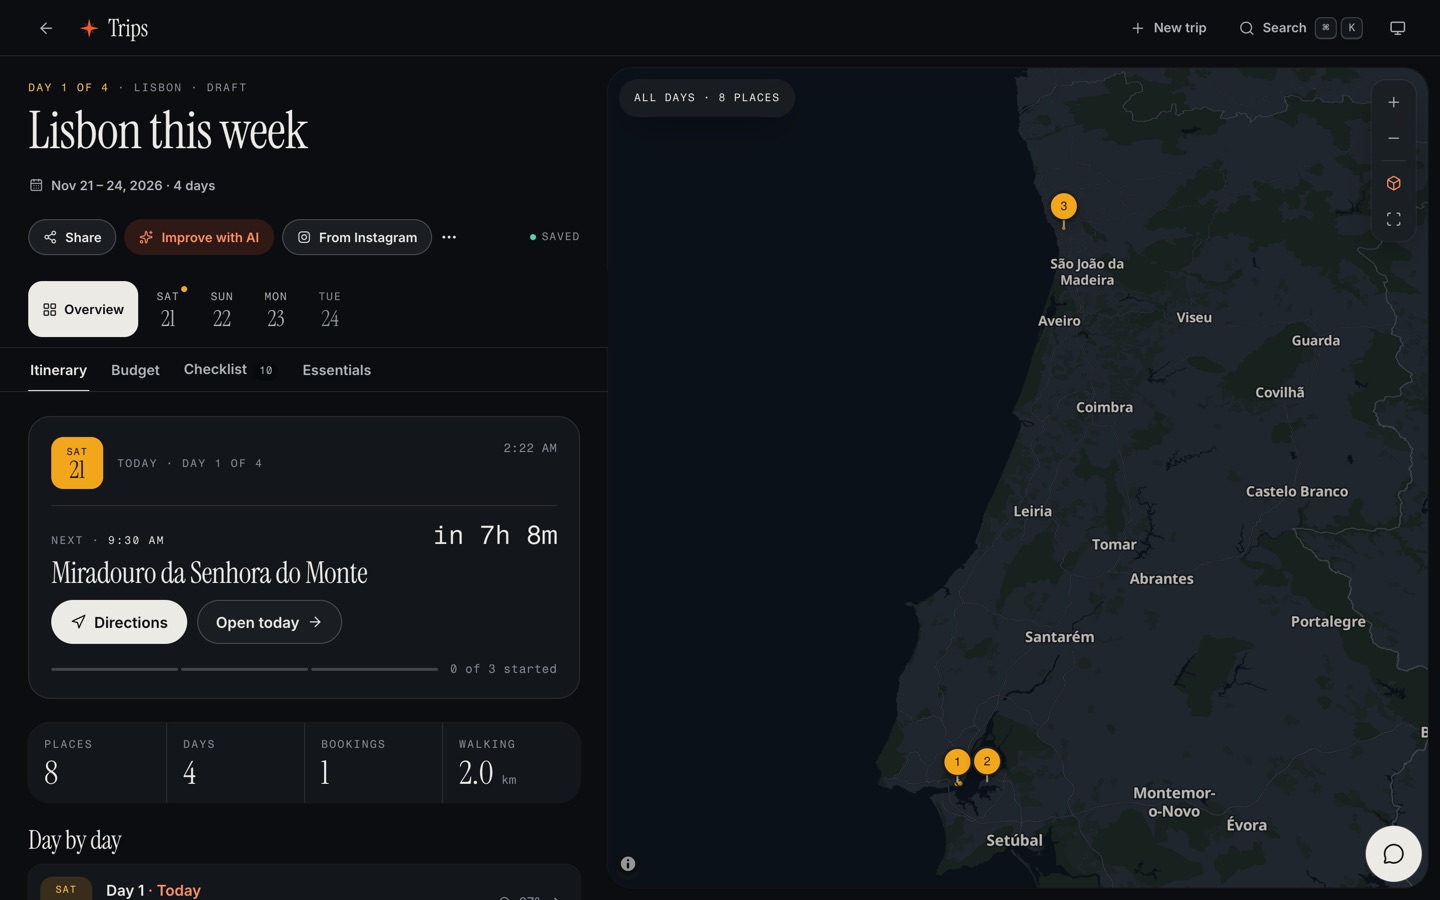 Trips
New trip
Search ⌘ K
DAY 1 OF 4 · LISBON · DRAFT
Lisbon this week
Nov 21 – 24, 2026 · 4 days
Share
Improve with AI
From Instagram
SAVED
Overview
SAT 21
SUN 22
MON 23
TUE 24
Itinerary
Budget
Checklist 10
Essentials
SAT
21
TODAY · DAY 1 OF 4
2:22 AM
NEXT · 9:30 AM
in 7h 8m
Miradouro da Senhora do Monte
Directions
Open today
0 of 3 started
PLACES
8
DAYS
4
BOOKINGS
1
WALKING
2.0 km
Day by day
SAT
Day 1 · Today
ALL DAYS · 8 PLACES
3
São João da
Madeira
Aveiro
Viseu
Guarda
Covilhã
Coimbra
Castelo Branco
Leiria
Tomar
Abrantes
Portalegre
Santarém
1
2
Montemor-
o-Novo
Évora
Setúbal